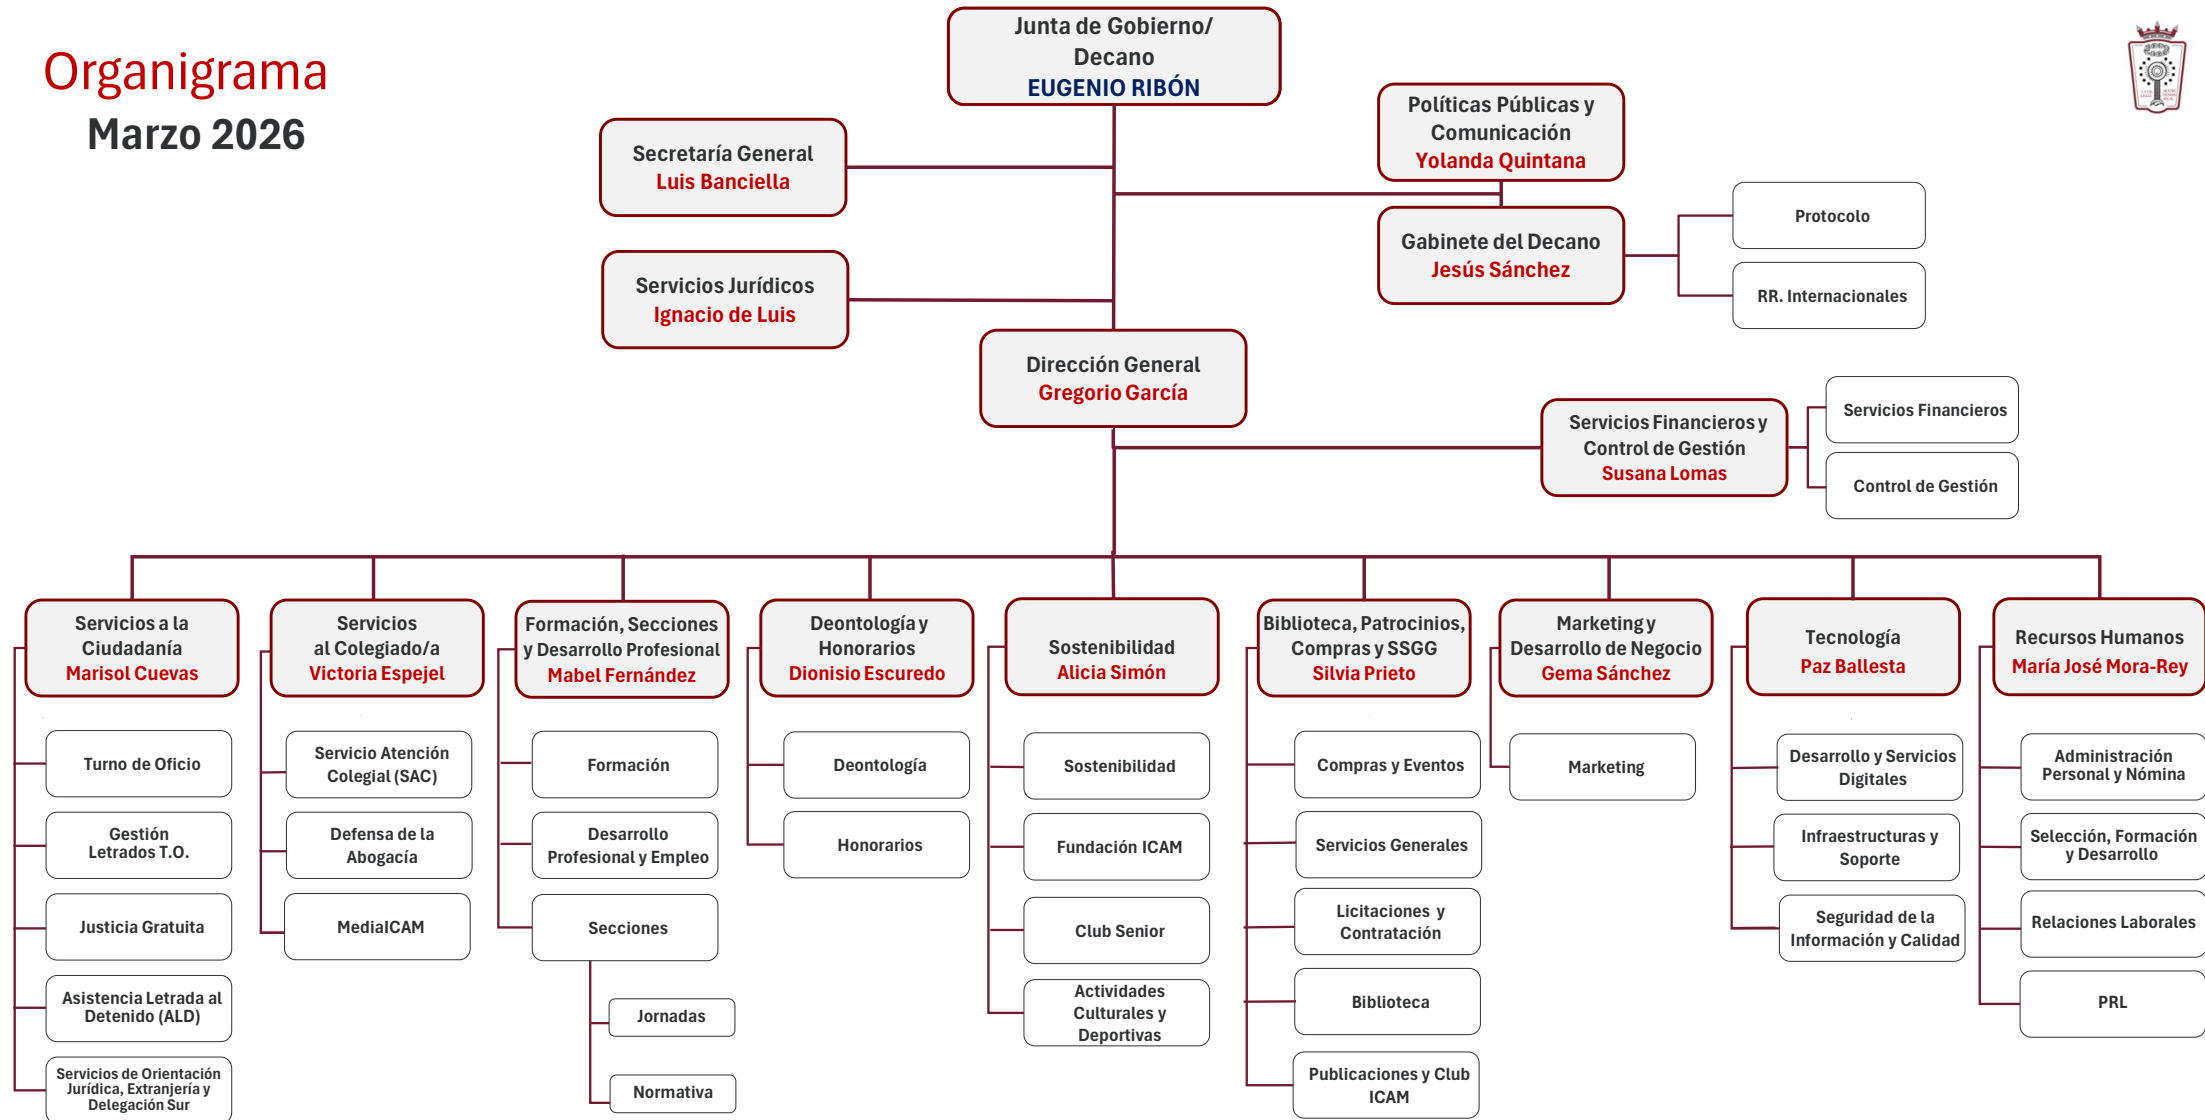 Organigrama
Marzo 2026
Junta de Gobierno/
Decano
EUGENIO RIBÓN
Políticas Públicas y
Comunicación
Yolanda Quintana
Secretaría General
Luis Banciella
Gabinete del Decano
Jesús Sánchez
Protocolo
RR. Internacionales
Servicios Jurídicos
Ignacio de Luis
Dirección General
Gregorio García
Servicios Financieros y
Control de Gestión
Susana Lomas
Servicios Financieros
Control de Gestión
Servicios a la
Ciudadanía
Marisol Cuevas
Turno de Oficio
Gestión
Letrados T.O.
Justicia Gratuita
Asistencia Letrada al
Detenido (ALD)
Servicios de Orientación
Jurídica, Extranjería y
Delegación Sur
Servicios
al Colegiado/a
Victoria Espejel
Servicio Atención
Colegial (SAC)
Defensa de la
Abogacía
MediaICAM
Formación, Secciones
y Desarrollo Profesional
Mabel Fernández
Formación
Desarrollo
Profesional y Empleo
Secciones
Jornadas
Normativa
Deontología y
Honorarios
Dionisio Escuredo
Deontología
Honorarios
Sostenibilidad
Alicia Simón
Sostenibilidad
Fundación ICAM
Club Senior
Actividades
Culturales y
Deportivas
Biblioteca, Patrocinios,
Compras y SSGG
Silvia Prieto
Compras y Eventos
Servicios Generales
Licitaciones y
Contratación
Biblioteca
Publicaciones y Club
ICAM
Marketing y
Desarrollo de Negocio
Gema Sánchez
Marketing
Tecnología
Paz Ballesta
Desarrollo y Servicios
Digitales
Infraestructuras y
Soporte
Seguridad de la
Información y Calidad
Recursos Humanos
María José Mora-Rey
Administración
Personal y Nómina
Selección, Formación
y Desarrollo
Relaciones Laborales
PRL